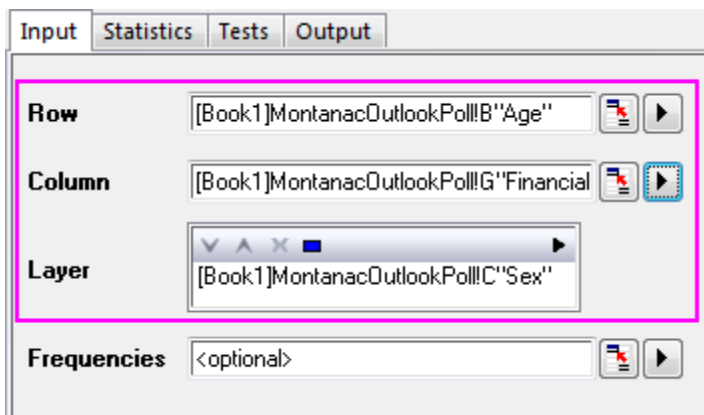 Input Statistics Tests Output
Row [Book1]MontanacOutlookPoll!B"Age"
Column [Book1]MontanacOutlookPoll!G"Financial
Layer [Book1]MontanacOutlookPoll!C"Sex"
Frequencies <optional>